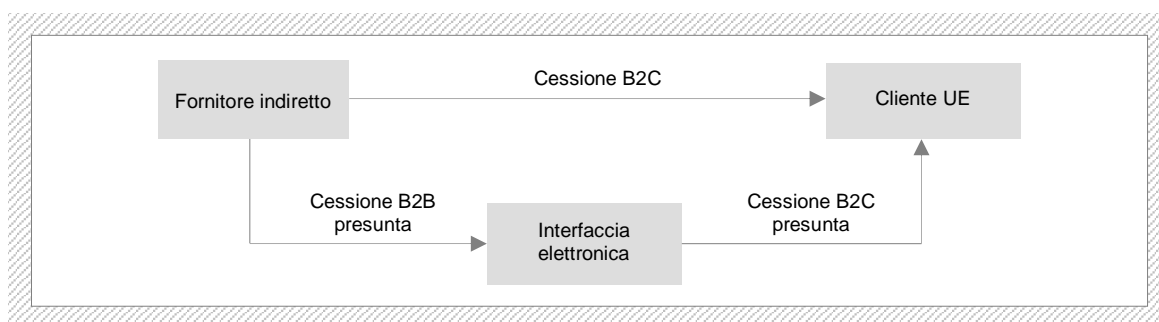 Cessione B2C
Fornitore indiretto
Cliente UE
Cessione B2B
presunta
Interfaccia
elettronica
Cessione B2C
presunta